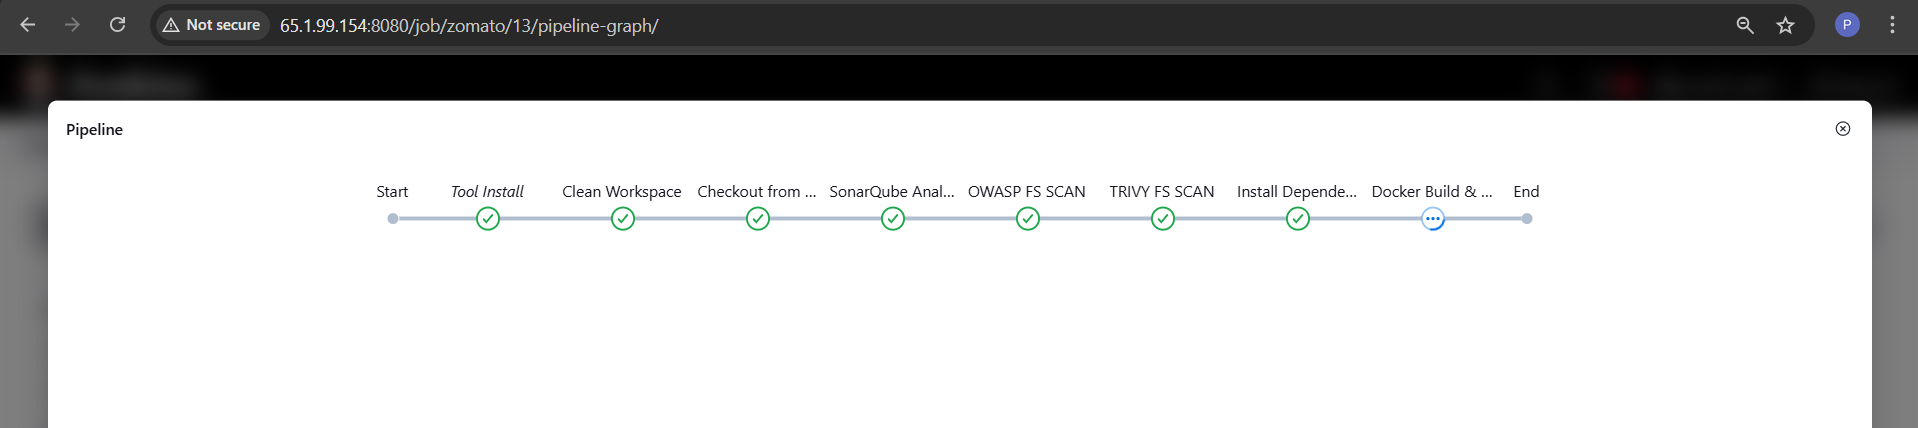 Not secure 65.1.99.154:8080/job/zomato/13/pipeline-graph/ P
Pipeline
Start Tool Install Clean Workspace Checkout from ... SonarQube Anal... OWASP FS SCAN TRIVY FS SCAN Install Depende... Docker Build & ... End